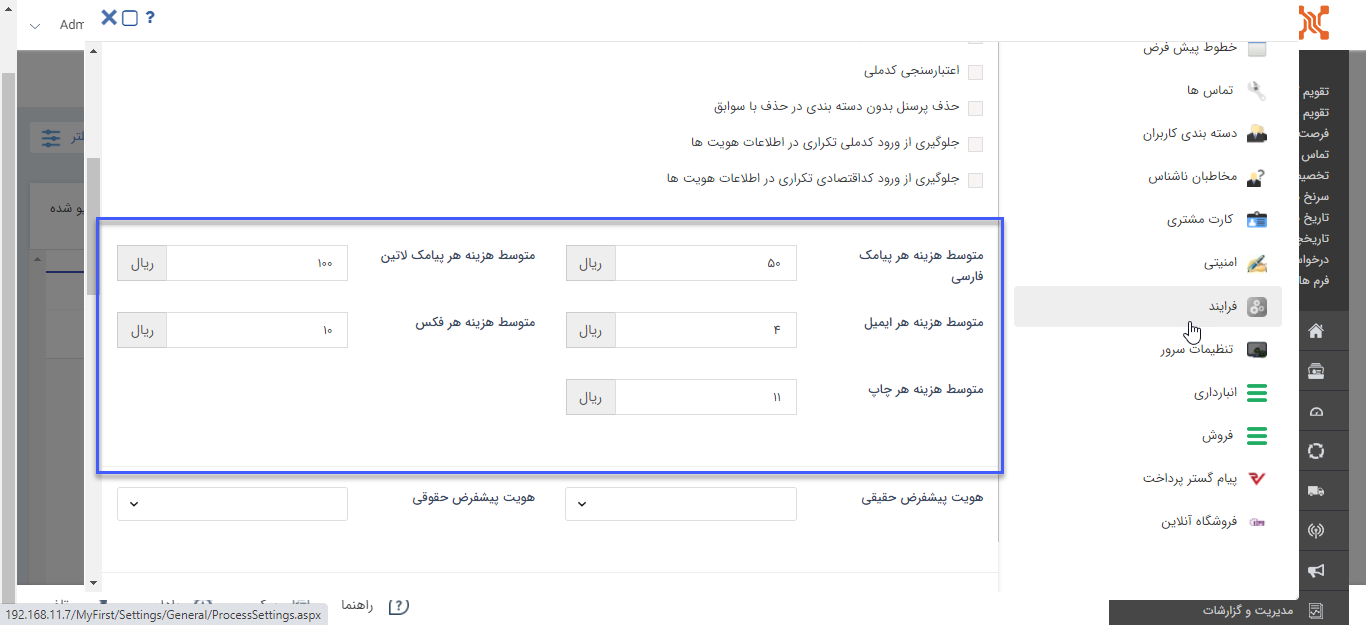 Adm
?
خطوط پیش فرض
تماس ها
دسته بندی کاربران
مخاطبان ناشناس
کارت مشتری
امنیتی
فرایند
تنظیمات سرور
انبارداری
فروش
پیام گستر پرداخت
فروشگاه آنلاین
اعتبارسنجی کدملی
حذف پرسنل بدون دسته بندی در حذف با سوابق
جلوگیری از ورود کدملی تکراری در اطلاعات هویت ها
جلوگیری از ورود کداقتصادی تکراری در اطلاعات هویت ها
متوسط هزینه هر پیامک فارسی
۵۰
ریال
متوسط هزینه هر پیامک لاتین
۱۰۰
ریال
متوسط هزینه هر ایمیل
۴
ریال
متوسط هزینه هر فکس
۱۰
ریال
متوسط هزینه هر چاپ
۱۱
ریال
هویت پیشفرض حقیقی
هویت پیشفرض حقوقی
تقویم
تقویم
فرصت
تماس
تخصیص
سرنخ
تاریخ
تاریخچ
درخواس
فرم ها
مدیریت و گزارشات
راهنما
192.168.11.7/MyFirst/Settings/General/ProcessSettings.aspx